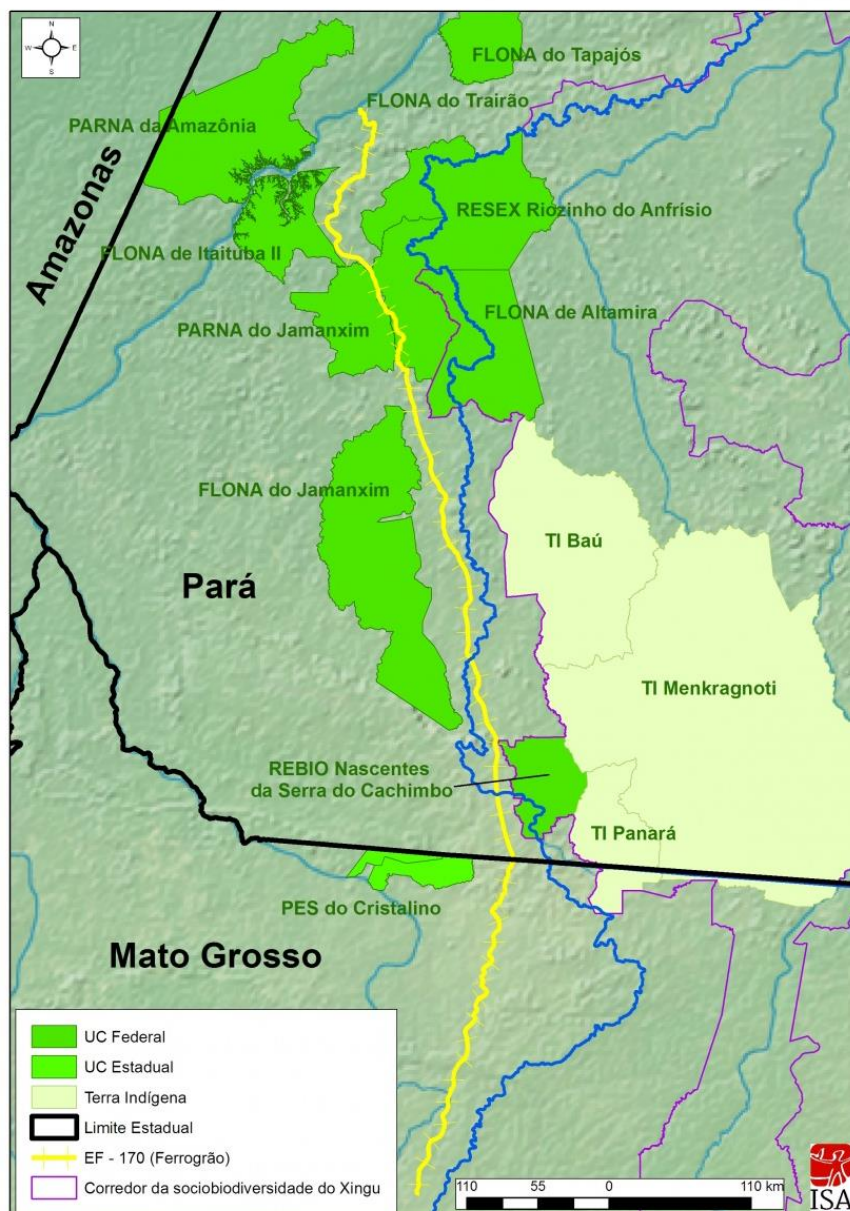 N
W E
S
FLONA do Tapajós
FLONA do Trairão
PARNA da Amazônia
Amazonas
RESEX Riozinho do Anfrísio
FLONA de Itaituba II
FLONA de Altamira
PARNA do Jamanxim
FLONA do Jamanxim
TI Baú
Pará
TI Menkragnoti
REBIO Nascentes
da Serra do Cachimbo
TI Panará
PES do Cristalino
Mato Grosso
UC Federal
UC Estadual
Terra Indígena
Limite Estadual
EF - 170 (Ferrogrão)
Corredor da sociobiodiversidade do Xingu
110 55 0 110 km
ISA